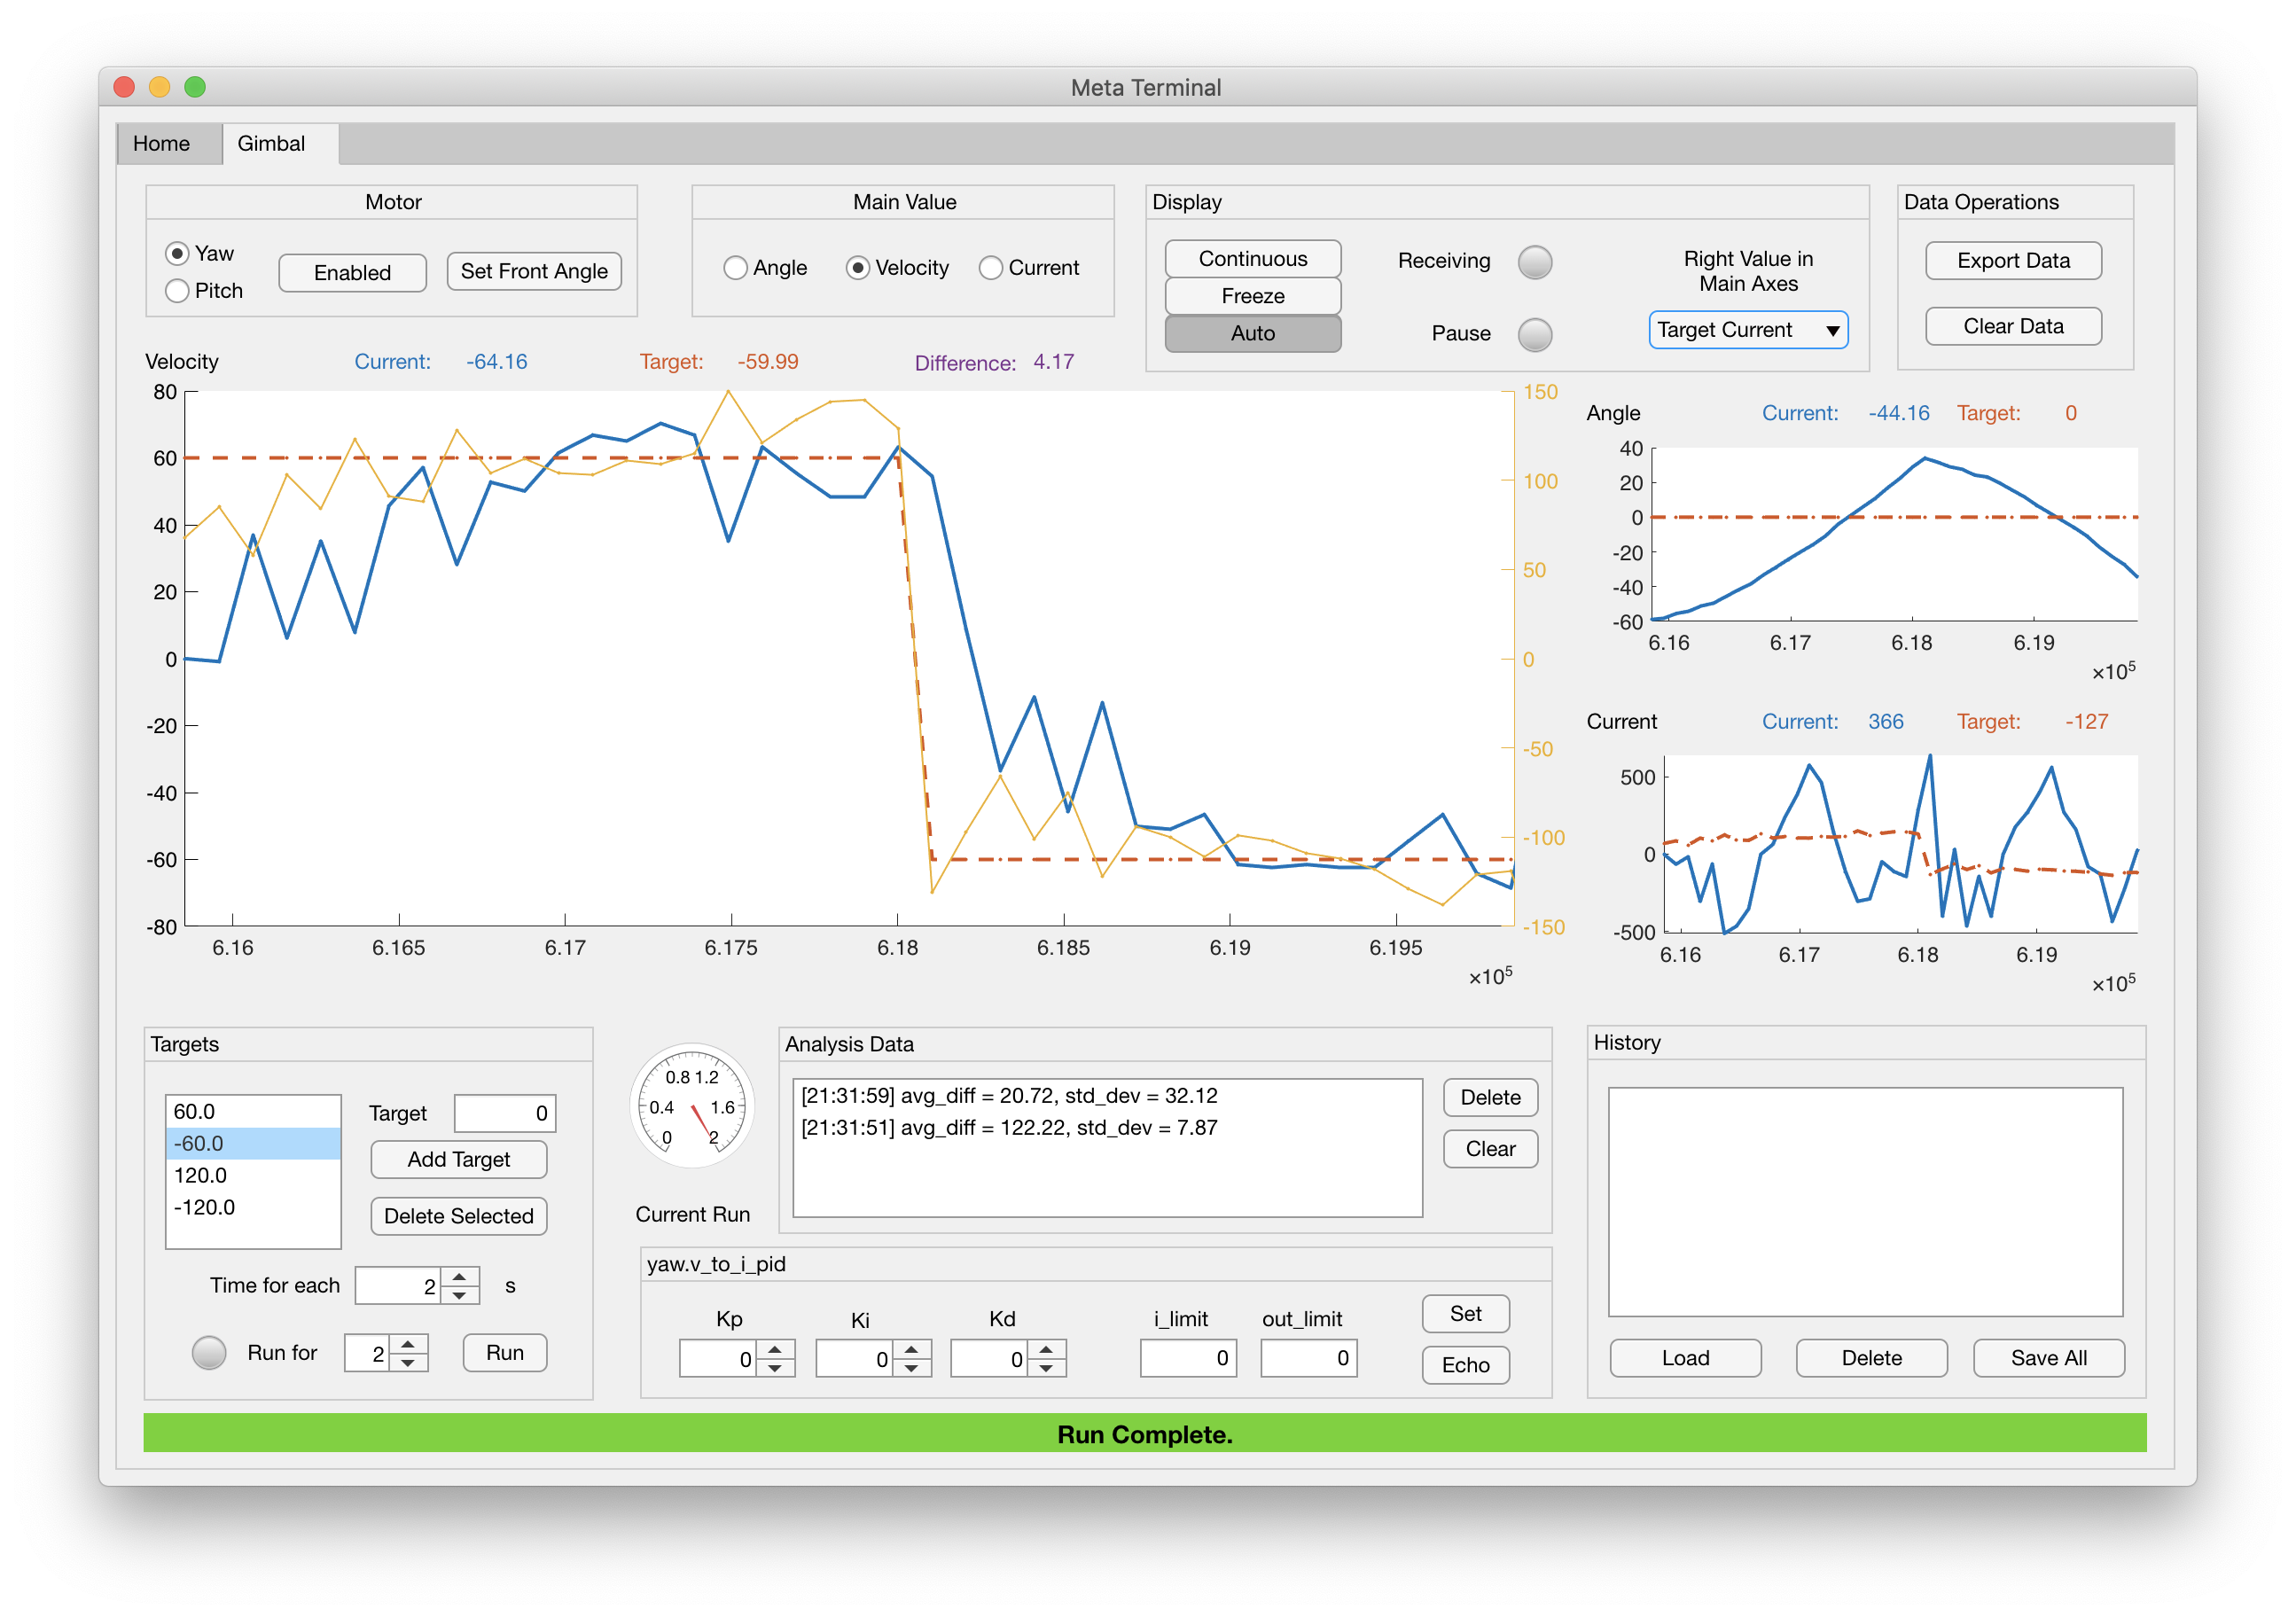 Meta Terminal
Home
Gimbal
Motor
Yaw
Pitch
Enabled
Set Front Angle
Main Value
Angle
Velocity
Current
Display
Continuous
Freeze
Auto
Receiving
Pause
Right Value in
Main Axes
Target Current
Data Operations
Export Data
Clear Data
Velocity
Current: -64.16
Target: -59.99
Difference: 4.17
80
60
40
20
0
-20
-40
-60
-80
150
100
50
0
-50
-100
-150
6.16 6.165 6.17 6.175 6.18 6.185 6.19 6.195
×10⁵
Angle
Current: -44.16
Target: 0
40
20
0
-20
-40
-60
6.16 6.17 6.18 6.19
×10⁵
Current
Current: 366
Target: -127
500
0
-500
6.16 6.17 6.18 6.19
×10⁵
Targets
60.0
-60.0
120.0
-120.0
Target 0
Add Target
Delete Selected
Time for each 2 s
Run for 2
Run
0 0.4 0.8 1.2 1.6 2
Current Run
Analysis Data
[21:31:59] avg_diff = 20.72, std_dev = 32.12
[21:31:51] avg_diff = 122.22, std_dev = 7.87
Delete
Clear
yaw.v_to_i_pid
Kp Ki Kd i_limit out_limit
0 0 0 0 0
Set
Echo
History
Load
Delete
Save All
Run Complete.